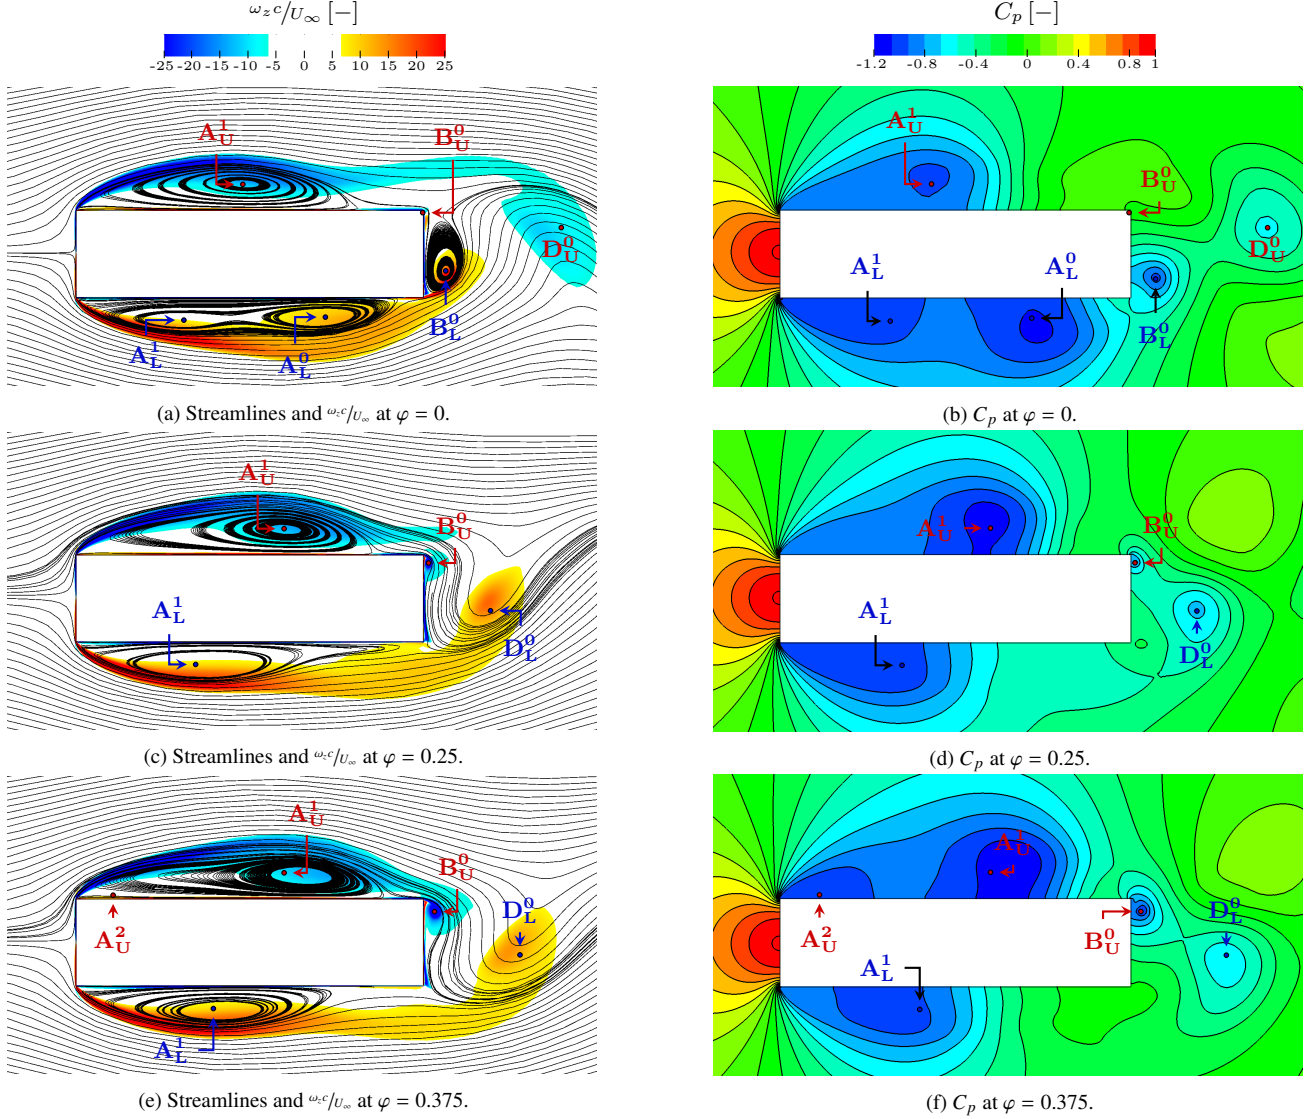 ω_z c/U_∞ [−]
C_p [−]
-25 -20 -15 -10 -5 0 5 10 15 20 25
-1.2 -0.8 -0.4 0 0.4 0.8 1
A_U^1
B_U^0
D_U^0
A_L^1
A_L^0
B_L^0
A_U^1
B_U^0
D_U^0
A_L^1
A_L^0
B_L^0
(a) Streamlines and ω_z c/U_∞ at φ = 0.
(b) C_p at φ = 0.
A_U^1
B_U^0
A_L^1
D_L^0
A_U^1
B_U^0
A_L^1
D_L^0
(c) Streamlines and ω_z c/U_∞ at φ = 0.25.
(d) C_p at φ = 0.25.
A_U^1
B_U^0
D_L^0
A_U^2
A_L^1
A_U^1
D_L^0
A_U^2
B_U^0
A_L^1
(e) Streamlines and ω_z c/U_∞ at φ = 0.375.
(f) C_p at φ = 0.375.